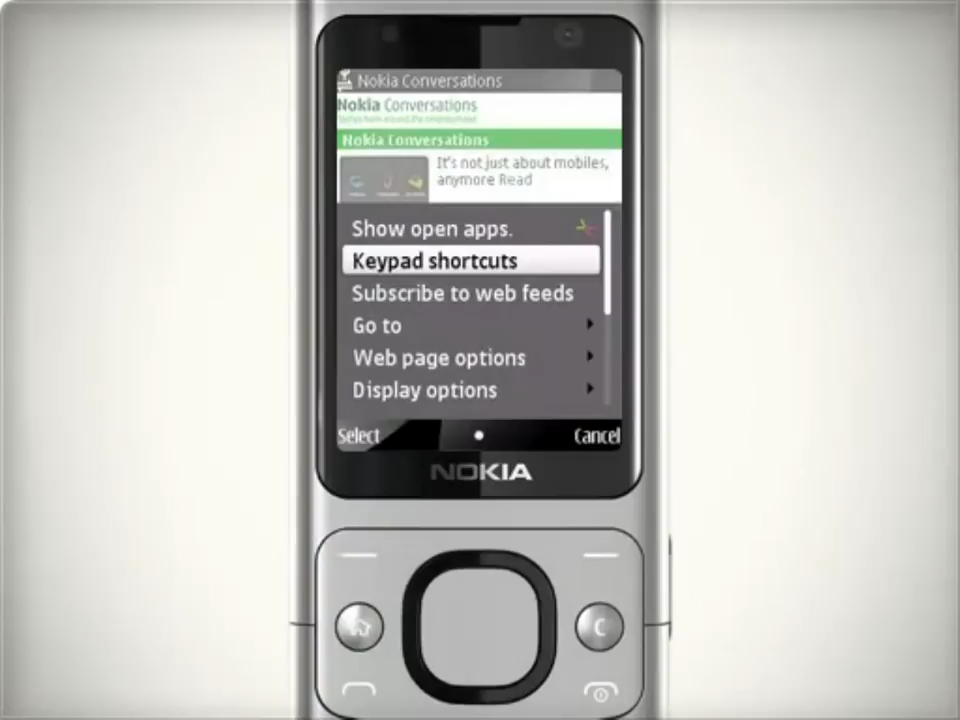 Nokia Conversations
Nokia Conversations
Nokia Conversations
It's not just about mobiles,
anymore Read
Show open apps.
Keypad shortcuts
Subscribe to web feeds
Go to
Web page options
Display options
Select
Cancel
NOKIA
C